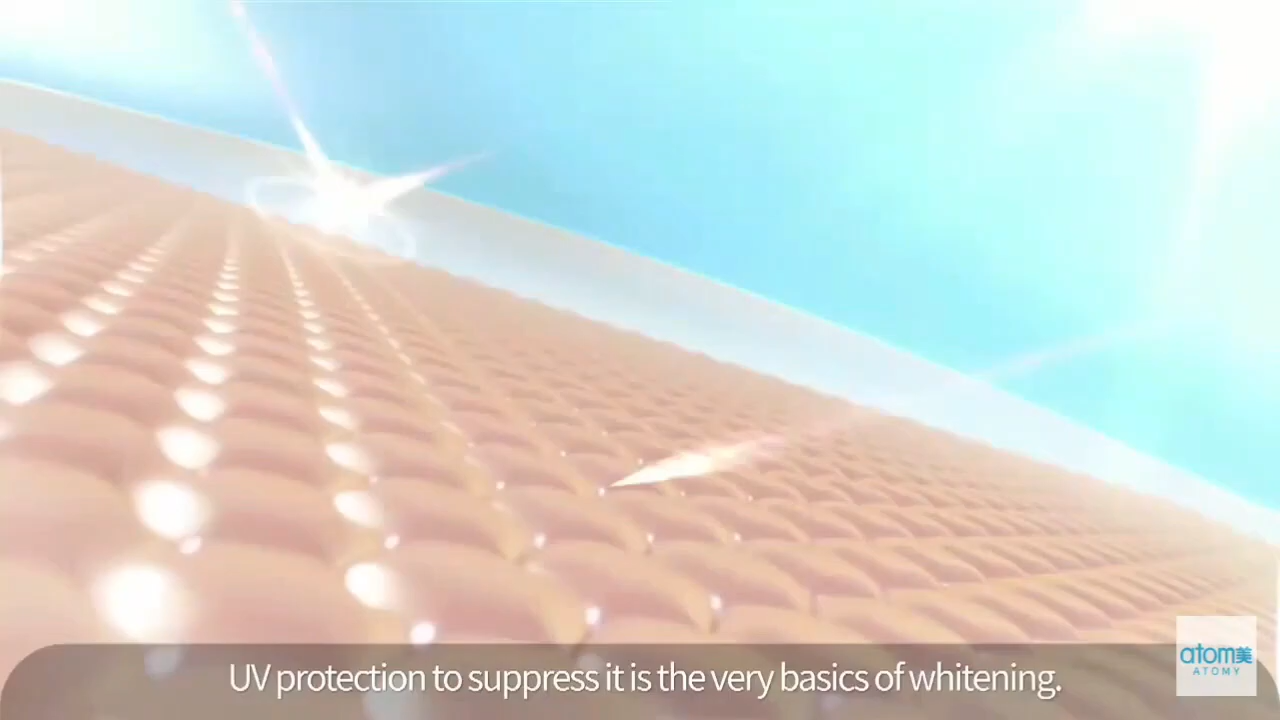 UV protection to suppress it is the very basics of whitening.
atom美
ATOMY